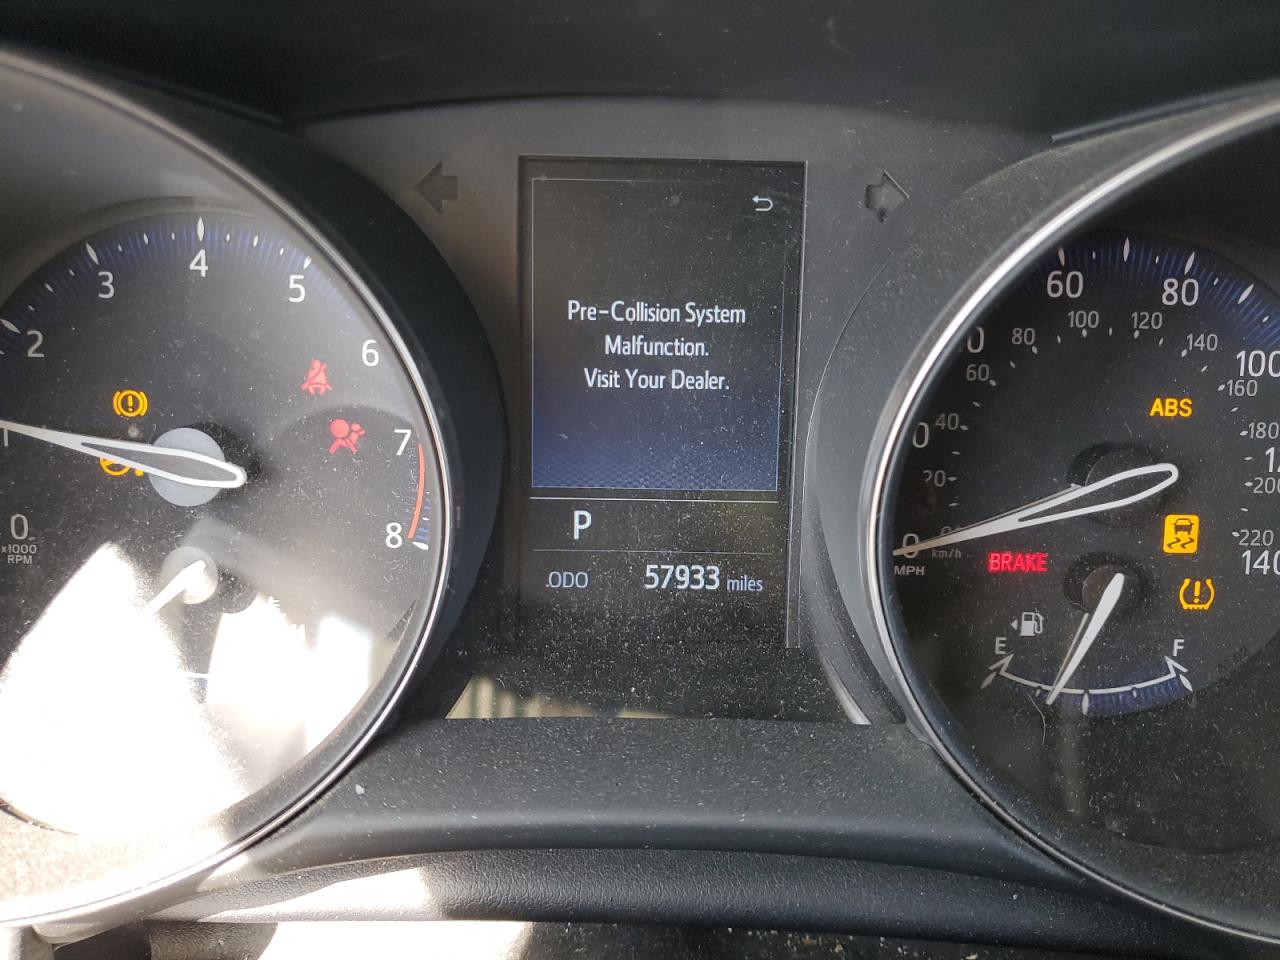 Pre-Collision System
Malfunction.
Visit Your Dealer.
P
ODO 57933 miles
1
2
3
4
5
6
7
8
0
x1000
RPM
0
60
80
100
140
MPH
20
40
60
80
100
120
140
160
180
200
220
km/h
ABS
BRAKE
E
F